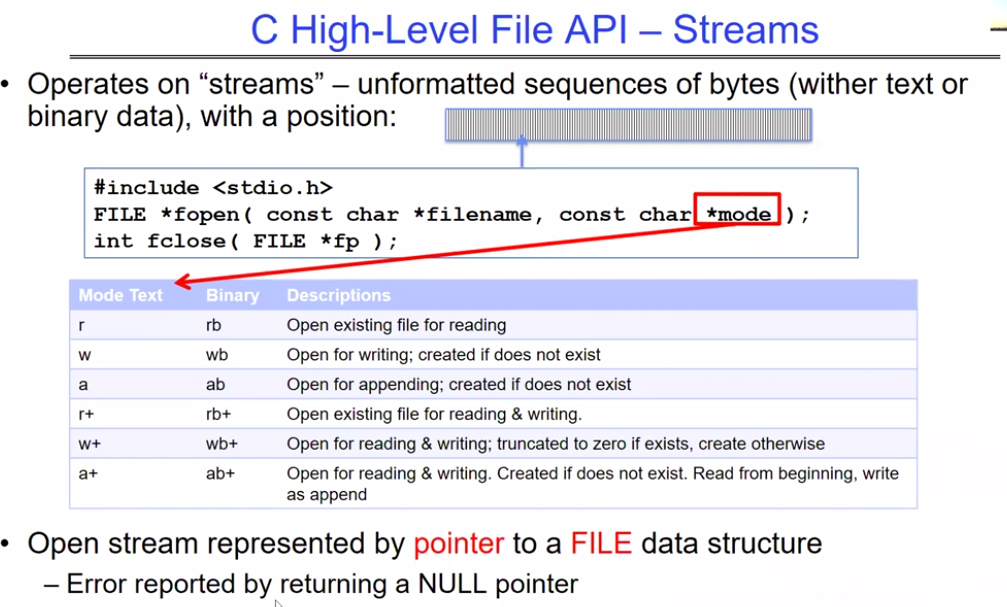 C High-Level File API – Streams
• Operates on “streams” – unformatted sequences of bytes (wither text or
binary data), with a position:
#include <stdio.h>
FILE *fopen( const char *filename, const char *mode );
int fclose( FILE *fp );
Mode Text Binary Descriptions
r rb Open existing file for reading
w wb Open for writing; created if does not exist
a ab Open for appending; created if does not exist
r+ rb+ Open existing file for reading & writing.
w+ wb+ Open for reading & writing; truncated to zero if exists, create otherwise
a+ ab+ Open for reading & writing. Created if does not exist. Read from beginning, write
as append
• Open stream represented by pointer to a FILE data structure
– Error reported by returning a NULL pointer